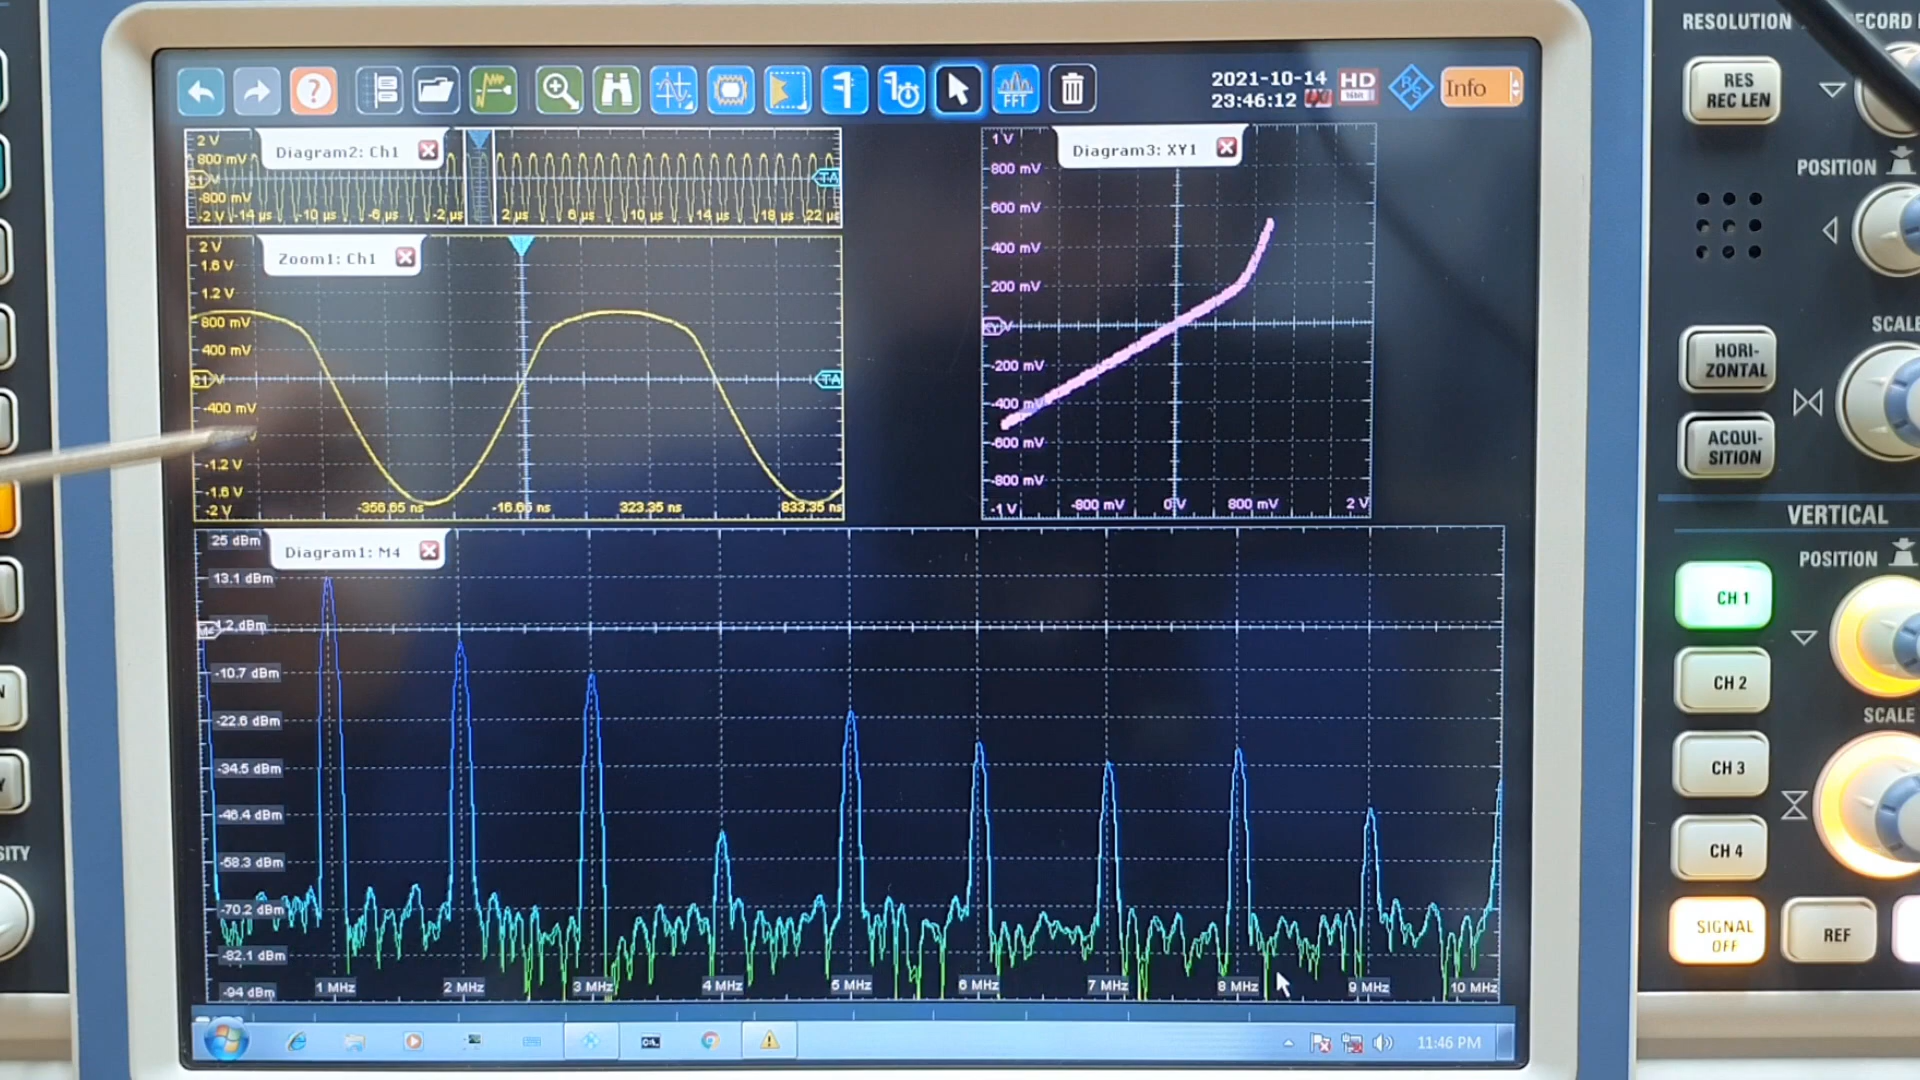 2021-10-14
23:46:12
HD
16bit
R/S
Info
FFT
Diagram2: Ch1
2 V
800 mV
-800 mV
-2 V
-14 µs
-10 µs
-6 µs
-2 µs
2 µs
6 µs
10 µs
14 µs
18 µs
22 µs
TA
Zoom1: Ch1
2 V
1.6 V
1.2 V
800 mV
400 mV
C1
TA
-400 mV
-1.2 V
-1.6 V
-2 V
-356.65 ns
-16.65 ns
323.35 ns
833.35 ns
Diagram3: XY1
1 V
800 mV
600 mV
400 mV
200 mV
-200 mV
-400 mV
-600 mV
-800 mV
-1 V
-800 mV
0 V
800 mV
2 V
Diagram1: M4
25 dBm
13.1 dBm
1.2 dBm
-10.7 dBm
-22.6 dBm
-34.5 dBm
-46.4 dBm
-58.3 dBm
-70.2 dBm
-82.1 dBm
-94 dBm
1 MHz
2 MHz
3 MHz
4 MHz
5 MHz
6 MHz
7 MHz
8 MHz
9 MHz
10 MHz
11:46 PM
RESOLUTION
RES
REC LEN
POSITION
SCALE
HORI-
ZONTAL
ACQUI-
SITION
VERTICAL
POSITION
CH 1
CH 2
SCALE
CH 3
CH 4
SIGNAL
OFF
REF